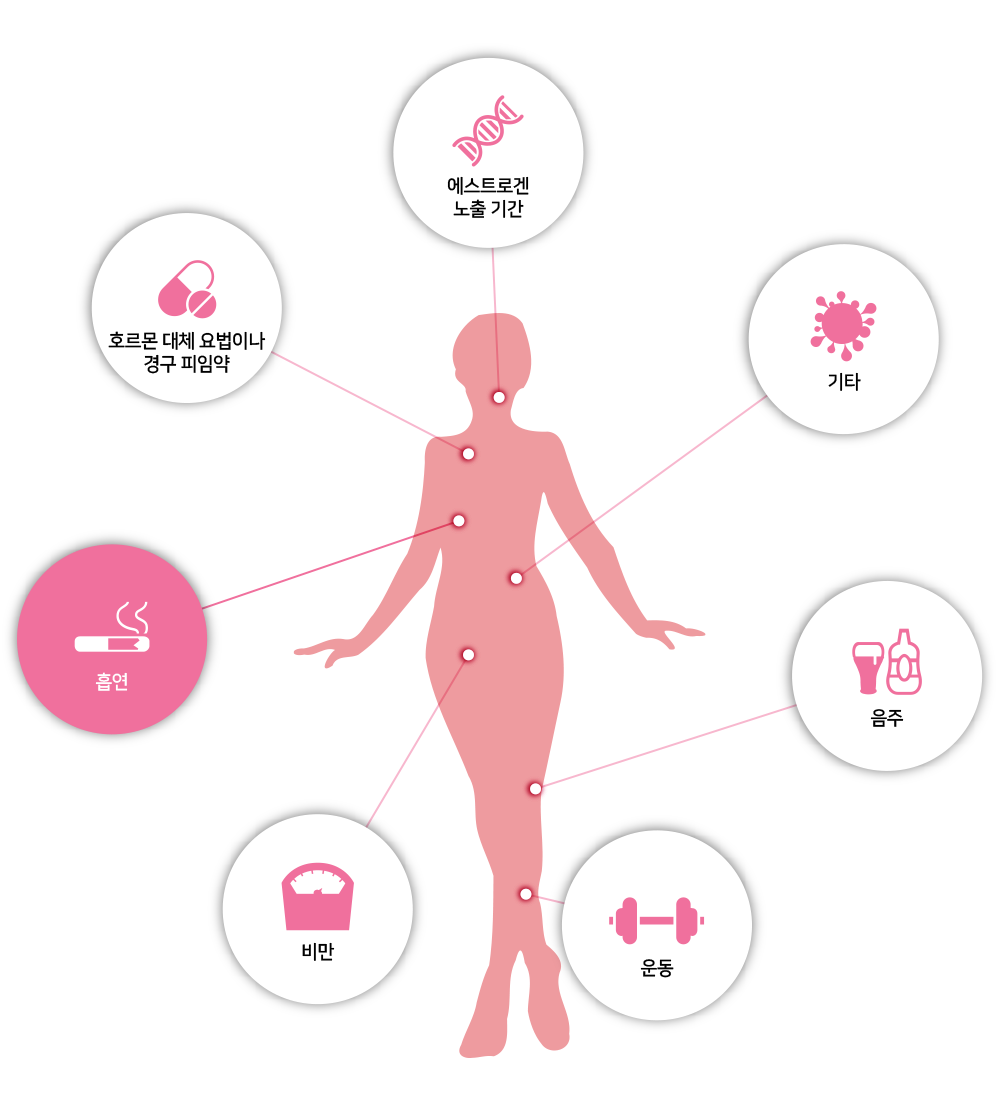 에스트로겐
노출 기간
호르몬 대체 요법이나
경구 피임약
기타
흡연
음주
비만
운동